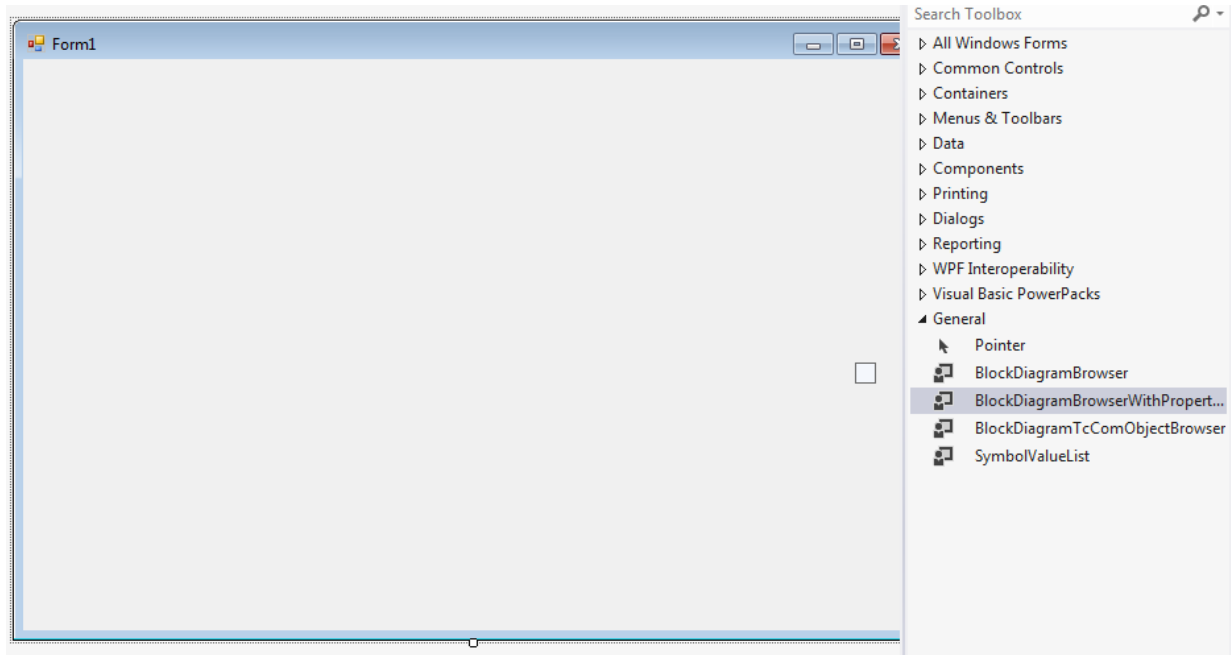 Form1
Search Toolbox
All Windows Forms
Common Controls
Containers
Menus & Toolbars
Data
Components
Printing
Dialogs
Reporting
WPF Interoperability
Visual Basic PowerPacks
General
Pointer
BlockDiagramBrowser
BlockDiagramBrowserWithPropert...
BlockDiagramTcComObjectBrowser
SymbolValueList